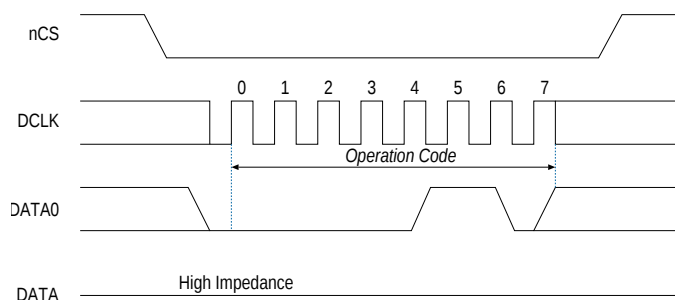 nCS
0 1 2 3 4 5 6 7
DCLK
Operation Code
DATA0
High Impedance
DATA